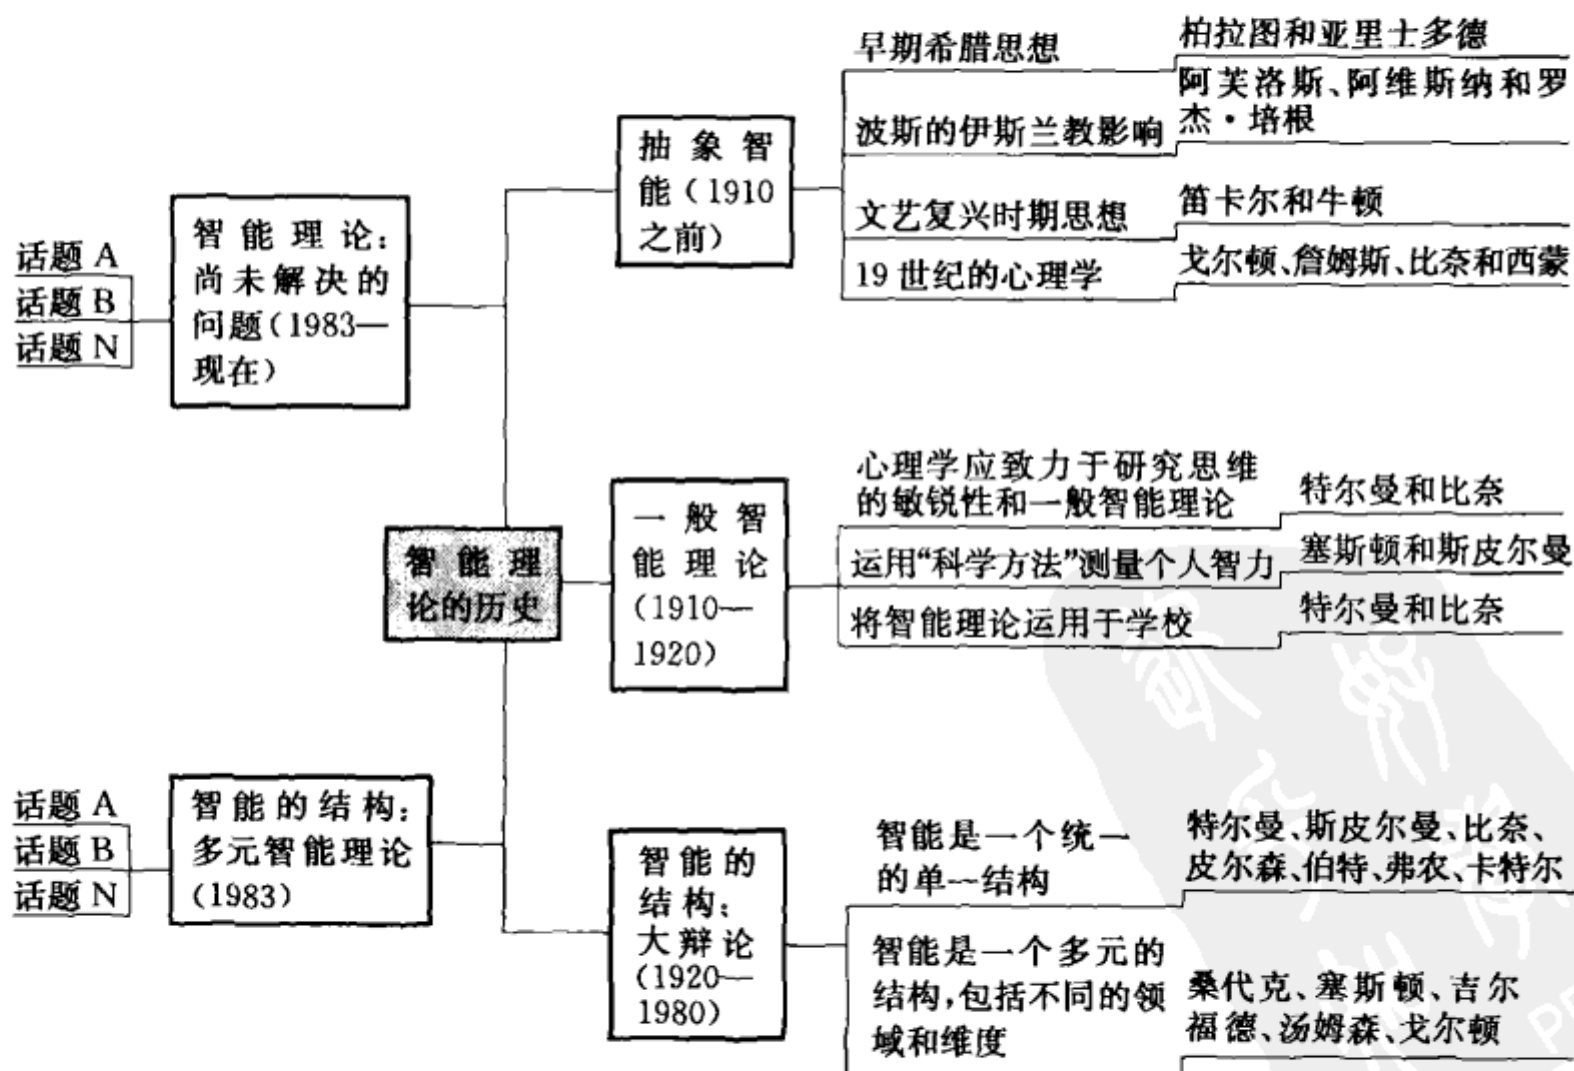 早期希腊思想
柏拉图和亚里士多德
波斯的伊斯兰教影响
阿芙洛斯、阿维斯纳和罗
杰·培根
文艺复兴时期思想
笛卡尔和牛顿
19 世纪的心理学
戈尔顿、詹姆斯、比奈和西蒙
抽象智
能(1910
之前)
智能理论:
尚未解决的
问题(1983—
现在)
话题 A
话题 B
话题 N
智能理
论的历史
一般智
能理论
(1910—
1920)
心理学应致力于研究思维
的敏锐性和一般智能理论
特尔曼和比奈
运用“科学方法”测量个人智力
塞斯顿和斯皮尔曼
将智能理论运用于学校
特尔曼和比奈
话题 A
话题 B
话题 N
智能的结构:
多元智能理论
(1983)
智能的
结构:
大辩论
(1920—
1980)
智能是一个统一
的单一结构
特尔曼、斯皮尔曼、比奈、
皮尔森、伯特、弗农、卡特尔
智能是一个多元的
结构,包括不同的领
域和维度
桑代克、塞斯顿、吉尔
福德、汤姆森、戈尔顿